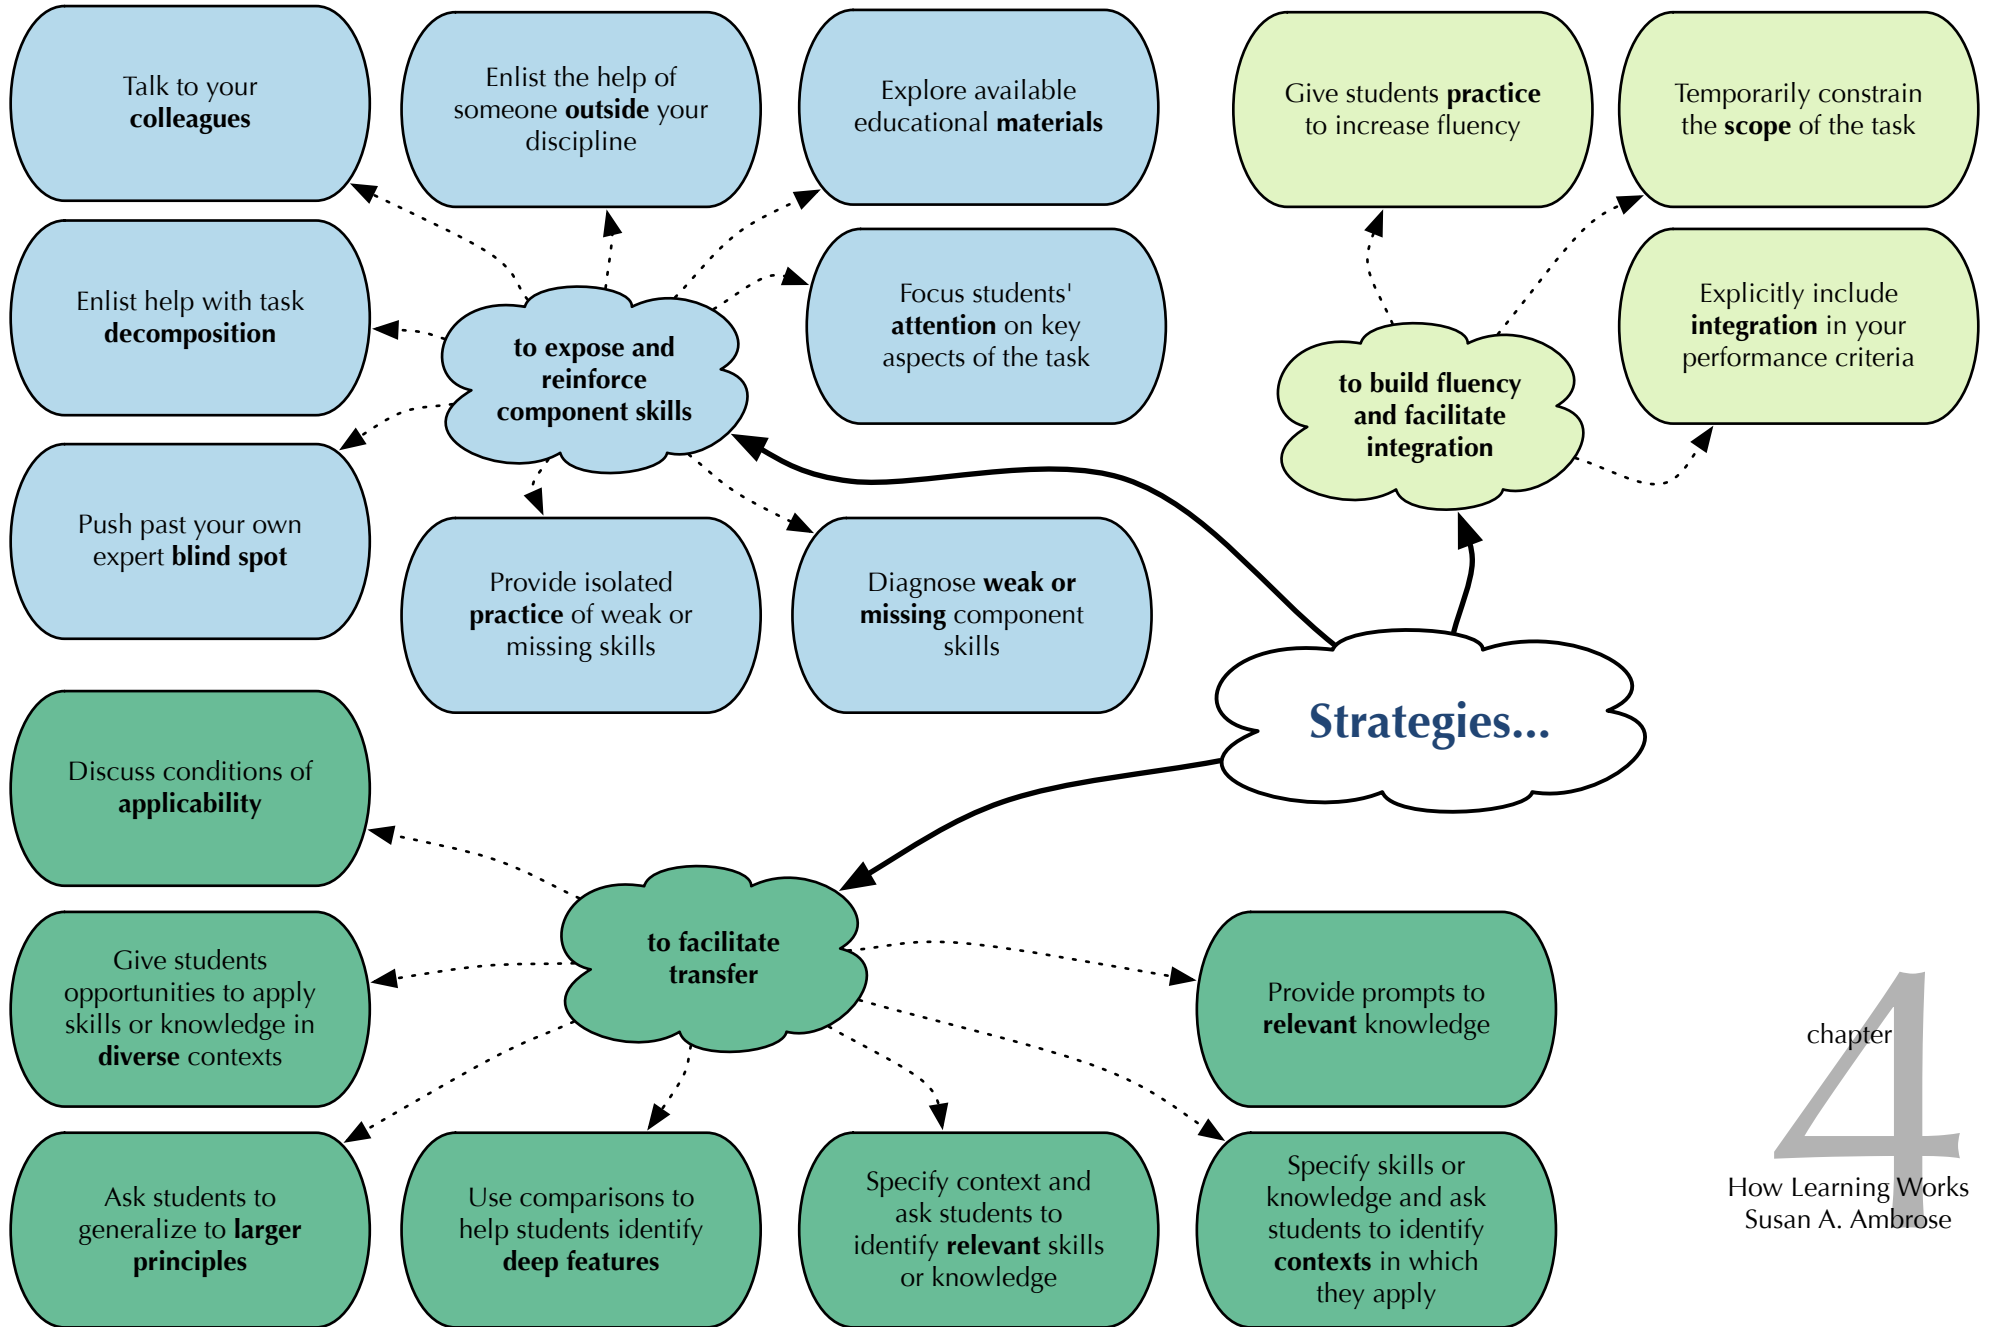 Talk to your
colleagues
Enlist the help of
someone outside your
discipline
Explore available
educational materials
Give students practice
to increase fluency
Temporarily constrain
the scope of the task
Enlist help with task
decomposition
to expose and
reinforce
component skills
Focus students'
attention on key
aspects of the task
to build fluency
and facilitate
integration
Explicitly include
integration in your
performance criteria
Push past your own
expert blind spot
Provide isolated
practice of weak or
missing skills
Diagnose weak or
missing component
skills
Strategies...
Discuss conditions of
applicability
to facilitate
transfer
Give students
opportunities to apply
skills or knowledge in
diverse contexts
Provide prompts to
relevant knowledge
Ask students to
generalize to larger
principles
Use comparisons to
help students identify
deep features
Specify context and
ask students to
identify relevant skills
or knowledge
Specify skills or
knowledge and ask
students to identify
contexts in which
they apply
chapter
4
How Learning Works
Susan A. Ambrose